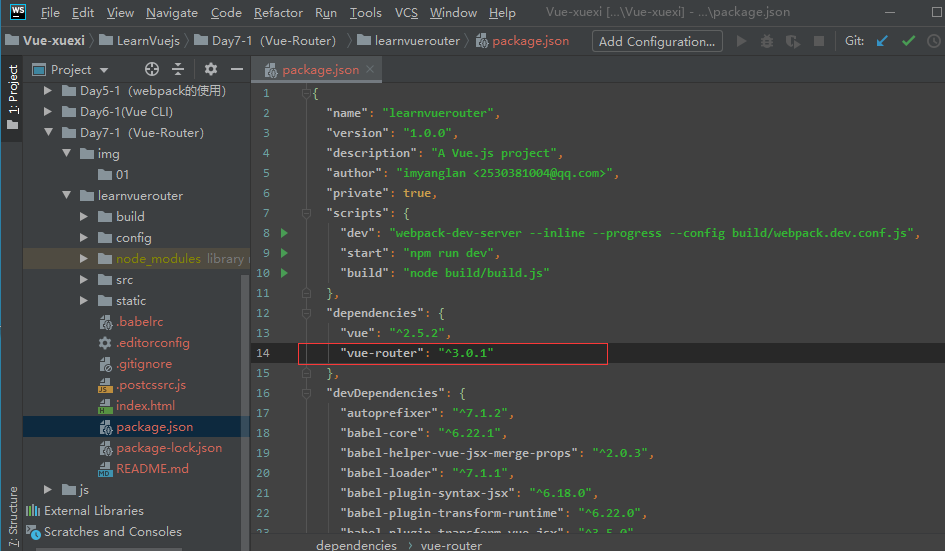 WS File Edit View Navigate Code Refactor Run Tools VCS Window Help Vue-xuexi [...\Vue-xuexi] - ...\package.json
Vue-xuexi LearnVuejs Day7-1（Vue-Router） learnvuerouter package.json Add Configuration... Git:
1: Project
Project
package.json
Day5-1（webpack的使用）
Day6-1(Vue CLI)
Day7-1（Vue-Router）
img
01
learnvuerouter
build
config
node_modules library
src
static
.babelrc
.editorconfig
.gitignore
.postcssrc.js
index.html
package.json
package-lock.json
README.md
js
External Libraries
Scratches and Consoles
7: Structure
1 {
2 "name": "learnvuerouter",
3 "version": "1.0.0",
4 "description": "A Vue.js project",
5 "author": "imyanglan <2530381004@qq.com>",
6 "private": true,
7 "scripts": {
8 "dev": "webpack-dev-server --inline --progress --config build/webpack.dev.conf.js",
9 "start": "npm run dev",
10 "build": "node build/build.js"
11 },
12 "dependencies": {
13 "vue": "^2.5.2",
14 "vue-router": "^3.0.1"
15 },
16 "devDependencies": {
17 "autoprefixer": "^7.1.2",
18 "babel-core": "^6.22.1",
19 "babel-helper-vue-jsx-merge-props": "^2.0.3",
20 "babel-loader": "^7.1.1",
21 "babel-plugin-syntax-jsx": "^6.18.0",
22 "babel-plugin-transform-runtime": "^6.22.0",
23 "babel-plugin-transform-vue-jsx": "^3.5.0",
dependencies › vue-router